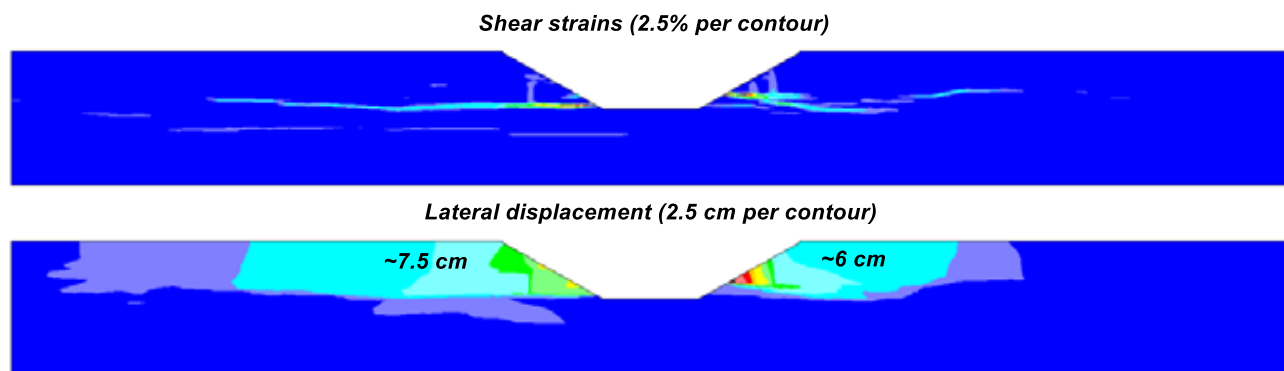 Shear strains (2.5% per contour)
Lateral displacement (2.5 cm per contour)
~7.5 cm
~6 cm